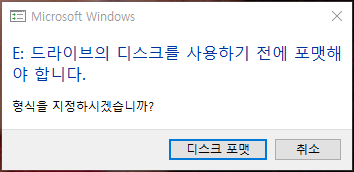 Microsoft Windows
E: 드라이브의 디스크를 사용하기 전에 포맷해
야 합니다.
형식을 지정하시겠습니까?
디스크 포맷 취소